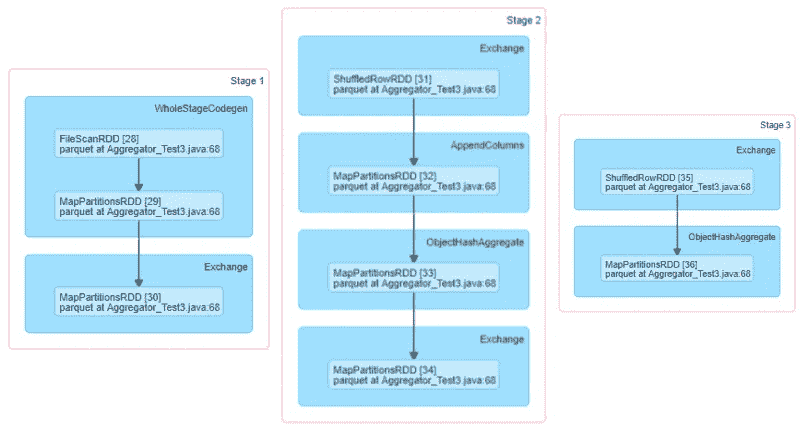 Stage 1
WholeStageCodegen
FileScanRDD [28]
parquet at Aggregator_Test3.java:68
MapPartitionsRDD [29]
parquet at Aggregator_Test3.java:68
Exchange
MapPartitionsRDD [30]
parquet at Aggregator_Test3.java:68
Stage 2
Exchange
ShuffledRowRDD [31]
parquet at Aggregator_Test3.java:68
AppendColumns
MapPartitionsRDD [32]
parquet at Aggregator_Test3.java:68
ObjectHashAggregate
MapPartitionsRDD [33]
parquet at Aggregator_Test3.java:68
Exchange
MapPartitionsRDD [34]
parquet at Aggregator_Test3.java:68
Stage 3
Exchange
ShuffledRowRDD [35]
parquet at Aggregator_Test3.java:68
ObjectHashAggregate
MapPartitionsRDD [36]
parquet at Aggregator_Test3.java:68